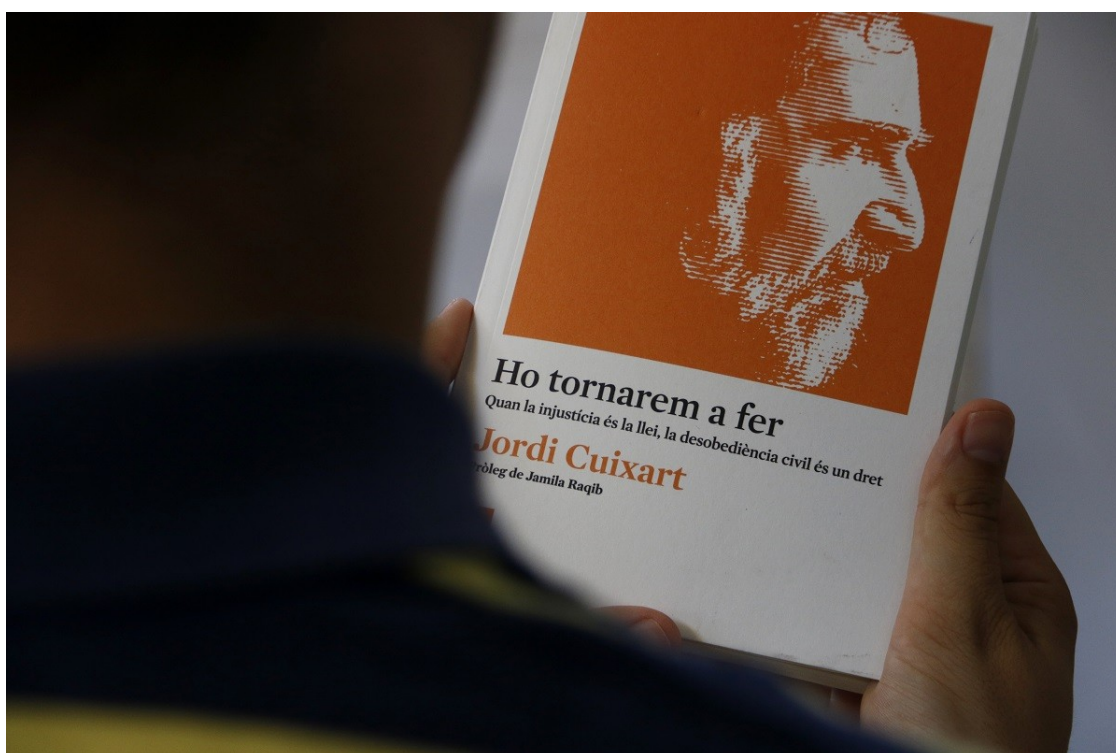 Ho tornarem a fer
Quan la injustícia és la llei, la desobediència civil és un dret
Jordi Cuixart
de Jamila Raqib